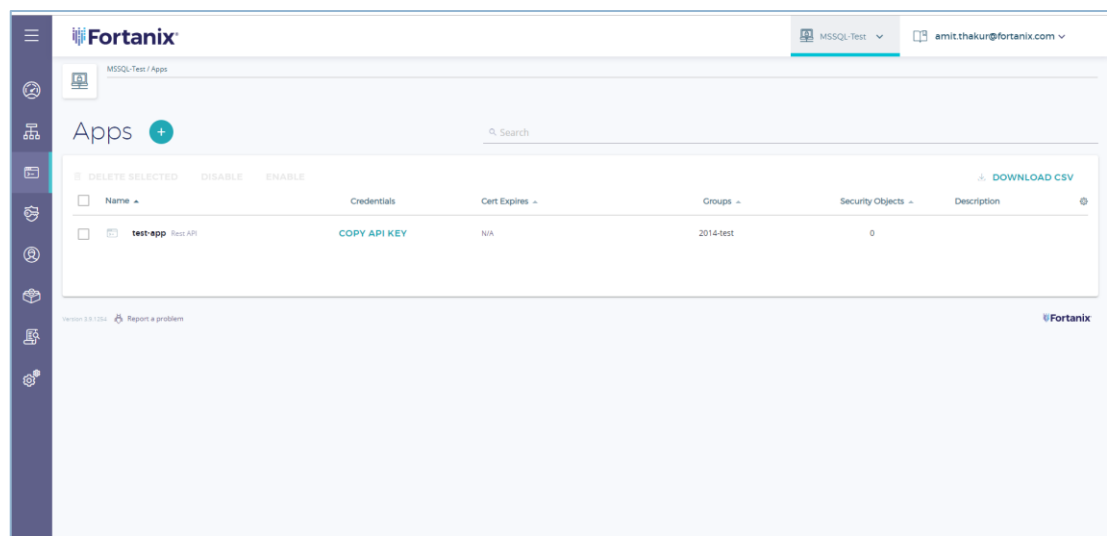 Fortanix
MSSQL-Test
amit.thakur@fortanix.com
MSSQL-Test / Apps
Apps
Search
DELETE SELECTED DISABLE ENABLE
DOWNLOAD CSV
Name Credentials Cert Expires Groups Security Objects Description
test-app Rest API COPY API KEY N/A 2014-test 0
Report a problem
Fortanix